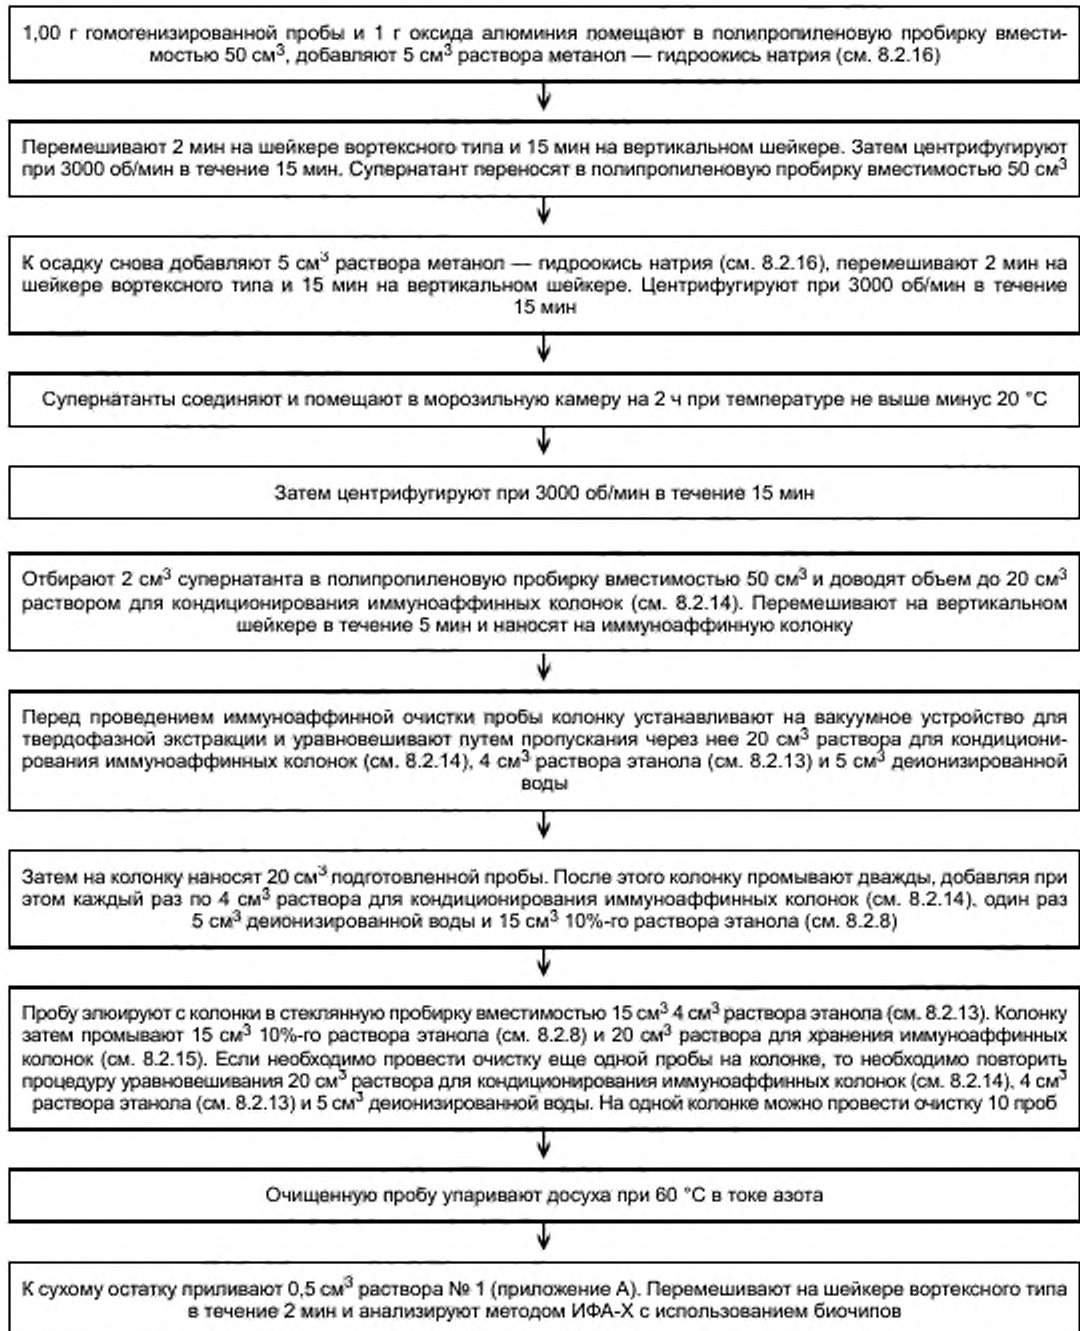 1,00 г гомогенизированной пробы и 1 г оксида алюминия помещают в полипропиленовую пробирку вмести-
мостью 50 см³, добавляют 5 см³ раствора метанол — гидроокись натрия (см. 8.2.16)
Перемешивают 2 мин на шейкере вортексного типа и 15 мин на вертикальном шейкере. Затем центрифугируют
при 3000 об/мин в течение 15 мин. Супернатант переносят в полипропиленовую пробирку вместимостью 50 см³
К осадку снова добавляют 5 см³ раствора метанол — гидроокись натрия (см. 8.2.16), перемешивают 2 мин на
шейкере вортексного типа и 15 мин на вертикальном шейкере. Центрифугируют при 3000 об/мин в течение
15 мин
Супернатанты соединяют и помещают в морозильную камеру на 2 ч при температуре не выше минус 20 °С
Затем центрифугируют при 3000 об/мин в течение 15 мин
Отбирают 2 см³ супернатанта в полипропиленовую пробирку вместимостью 50 см³ и доводят объем до 20 см³
раствором для кондиционирования иммуноаффинных колонок (см. 8.2.14). Перемешивают на вертикальном
шейкере в течение 5 мин и наносят на иммуноаффинную колонку
Перед проведением иммуноаффинной очистки пробы колонку устанавливают на вакуумное устройство для
твердофазной экстракции и уравновешивают путем пропускания через нее 20 см³ раствора для кондициони-
рования иммуноаффинных колонок (см. 8.2.14), 4 см³ раствора этанола (см. 8.2.13) и 5 см³ деионизированной
воды
Затем на колонку наносят 20 см³ подготовленной пробы. После этого колонку промывают дважды, добавляя при
этом каждый раз по 4 см³ раствора для кондиционирования иммуноаффинных колонок (см. 8.2.14), один раз
5 см³ деионизированной воды и 15 см³ 10%-го раствора этанола (см. 8.2.8)
Пробу элюируют с колонки в стеклянную пробирку вместимостью 15 см³ 4 см³ раствора этанола (см. 8.2.13). Колонку
затем промывают 15 см³ 10%-го раствора этанола (см. 8.2.8) и 20 см³ раствора для хранения иммуноаффинных
колонок (см. 8.2.15). Если необходимо провести очистку еще одной пробы на колонке, то необходимо повторить
процедуру уравновешивания 20 см³ раствора для кондиционирования иммуноаффинных колонок (см. 8.2.14), 4 см³
раствора этанола (см. 8.2.13) и 5 см³ деионизированной воды. На одной колонке можно провести очистку 10 проб
Очищенную пробу упаривают досуха при 60 °С в токе азота
К сухому остатку приливают 0,5 см³ раствора № 1 (приложение А). Перемешивают на шейкере вортексного типа
в течение 2 мин и анализируют методом ИФА-Х с использованием биочипов